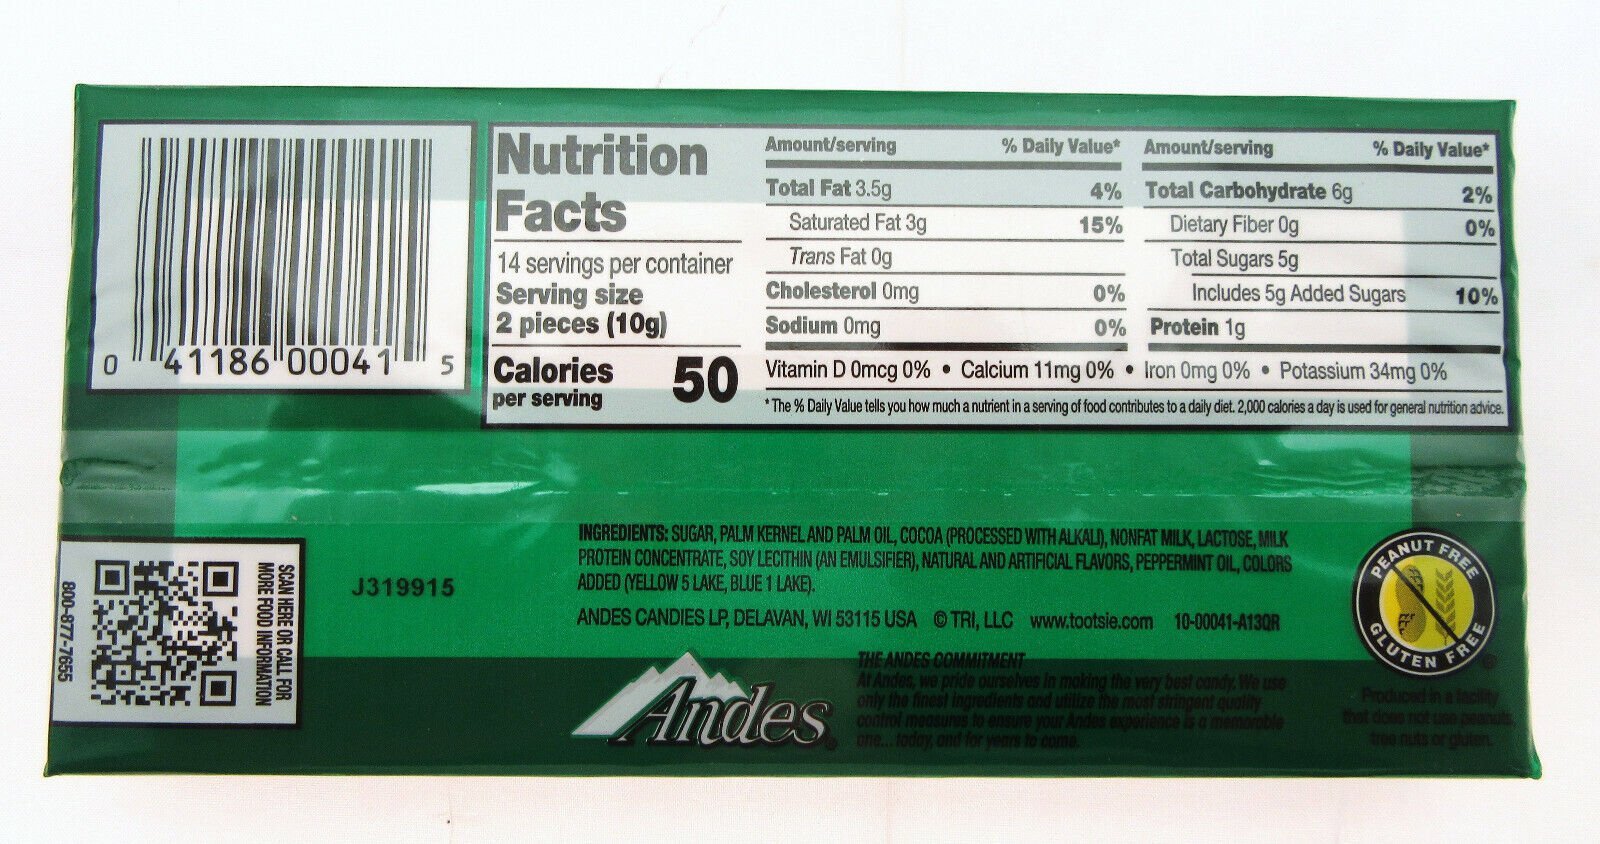 0 41186 00041 5
Nutrition
Facts
14 servings per container
Serving size
2 pieces (10g)
Calories
per serving
50
Amount/serving % Daily Value*
Total Fat 3.5g 4%
Saturated Fat 3g 15%
Trans Fat 0g
Cholesterol 0mg 0%
Sodium 0mg 0%
Amount/serving % Daily Value*
Total Carbohydrate 6g 2%
Dietary Fiber 0g 0%
Total Sugars 5g
Includes 5g Added Sugars 10%
Protein 1g
Vitamin D 0mcg 0% • Calcium 11mg 0% • Iron 0mg 0% • Potassium 34mg 0%
* The % Daily Value tells you how much a nutrient in a serving of food contributes to a daily diet. 2,000 calories a day is used for general nutrition advice.
SCAN HERE OR CALL FOR
MORE FOOD INFORMATION
800-877-7655
J319915
INGREDIENTS: SUGAR, PALM KERNEL AND PALM OIL, COCOA (PROCESSED WITH ALKALI), NONFAT MILK, LACTOSE, MILK
PROTEIN CONCENTRATE, SOY LECITHIN (AN EMULSIFIER), NATURAL AND ARTIFICIAL FLAVORS, PEPPERMINT OIL, COLORS
ADDED (YELLOW 5 LAKE, BLUE 1 LAKE).
ANDES CANDIES LP, DELAVAN, WI 53115 USA © TRI, LLC www.tootsie.com 10-00041-A13QR
Andes®
THE ANDES COMMITMENT
At Andes, we pride ourselves in making the very best candy. We use
only the finest ingredients and utilize the most stringent quality
control measures to ensure your Andes experience is a memorable
one...today, and for years to come.
PEANUT FREE
GLUTEN FREE
®
Produced in a facility
that does not use peanuts,
tree nuts or gluten.